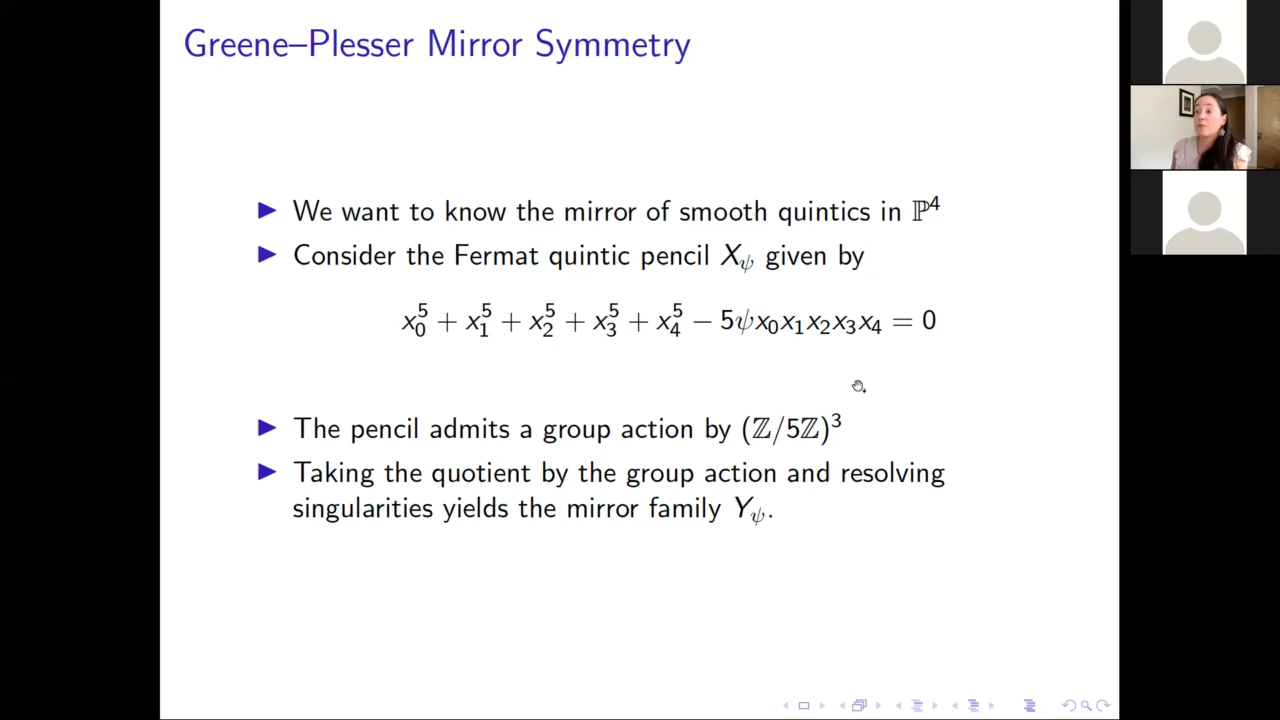 Greene–Plesser Mirror Symmetry
▶ We want to know the mirror of smooth quintics in ℙ⁴
▶ Consider the Fermat quintic pencil X_ψ given by
x₀⁵ + x₁⁵ + x₂⁵ + x₃⁵ + x₄⁵ − 5ψx₀x₁x₂x₃x₄ = 0
▶ The pencil admits a group action by (ℤ/5ℤ)³
▶ Taking the quotient by the group action and resolving
singularities yields the mirror family Y_ψ.